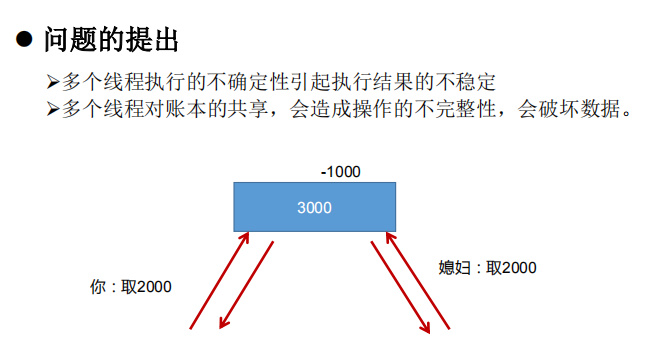 ● 问题的提出
➢多个线程执行的不确定性引起执行结果的不稳定
➢多个线程对账本的共享，会造成操作的不完整性，会破坏数据。
-1000
3000
你：取2000
媳妇：取2000